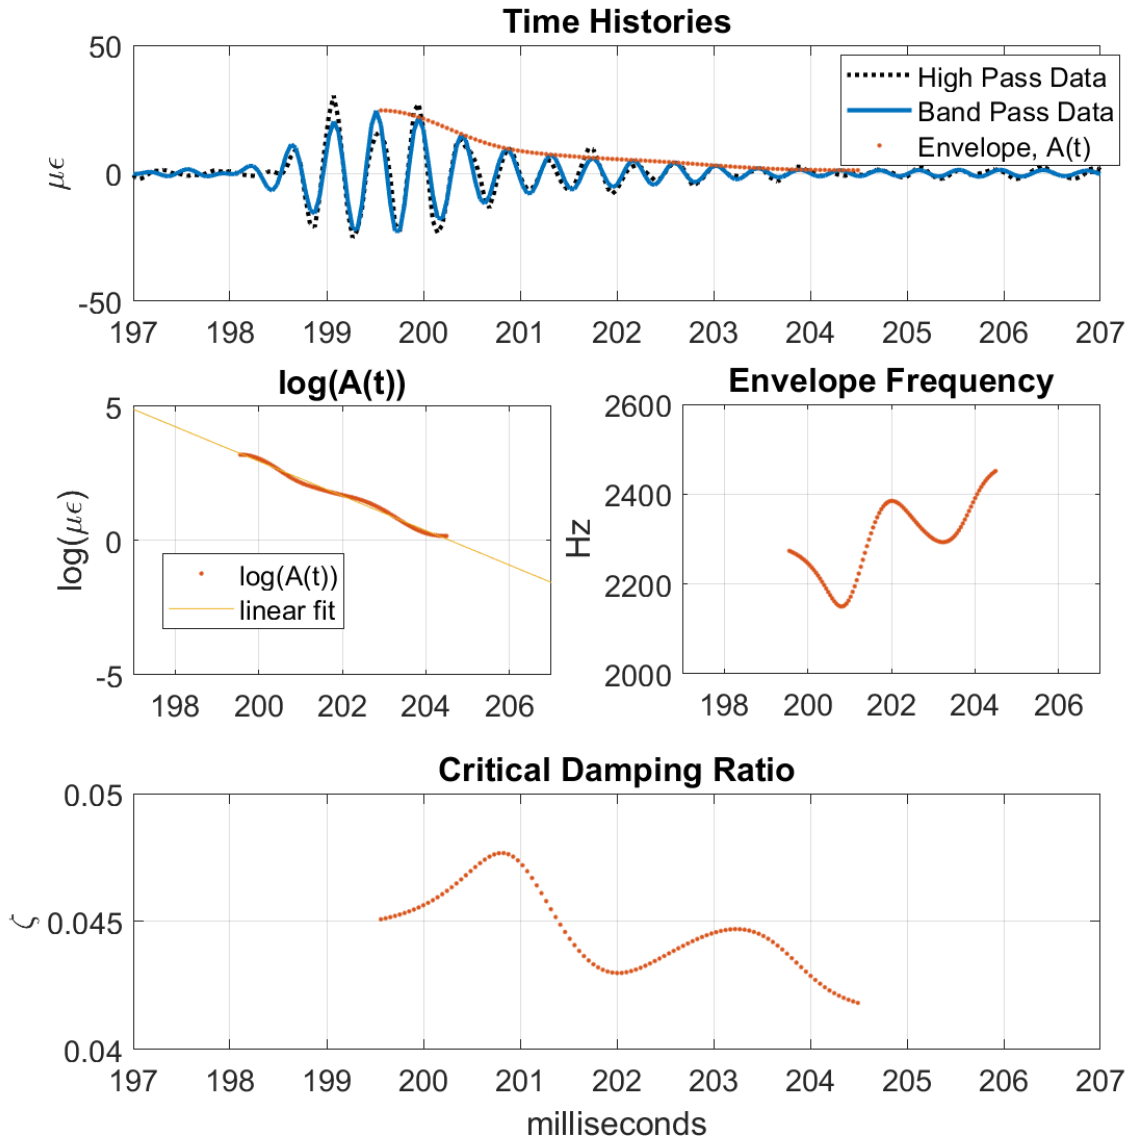 Time Histories
50
0
-50
με
High Pass Data
Band Pass Data
Envelope, A(t)
197 198 199 200 201 202 203 204 205 206 207
log(A(t))
5
0
-5
log(με)
log(A(t))
linear fit
198 200 202 204 206
Envelope Frequency
2600
2400
2200
2000
Hz
198 200 202 204 206
Critical Damping Ratio
0.05
0.045
0.04
ζ
197 198 199 200 201 202 203 204 205 206 207
milliseconds